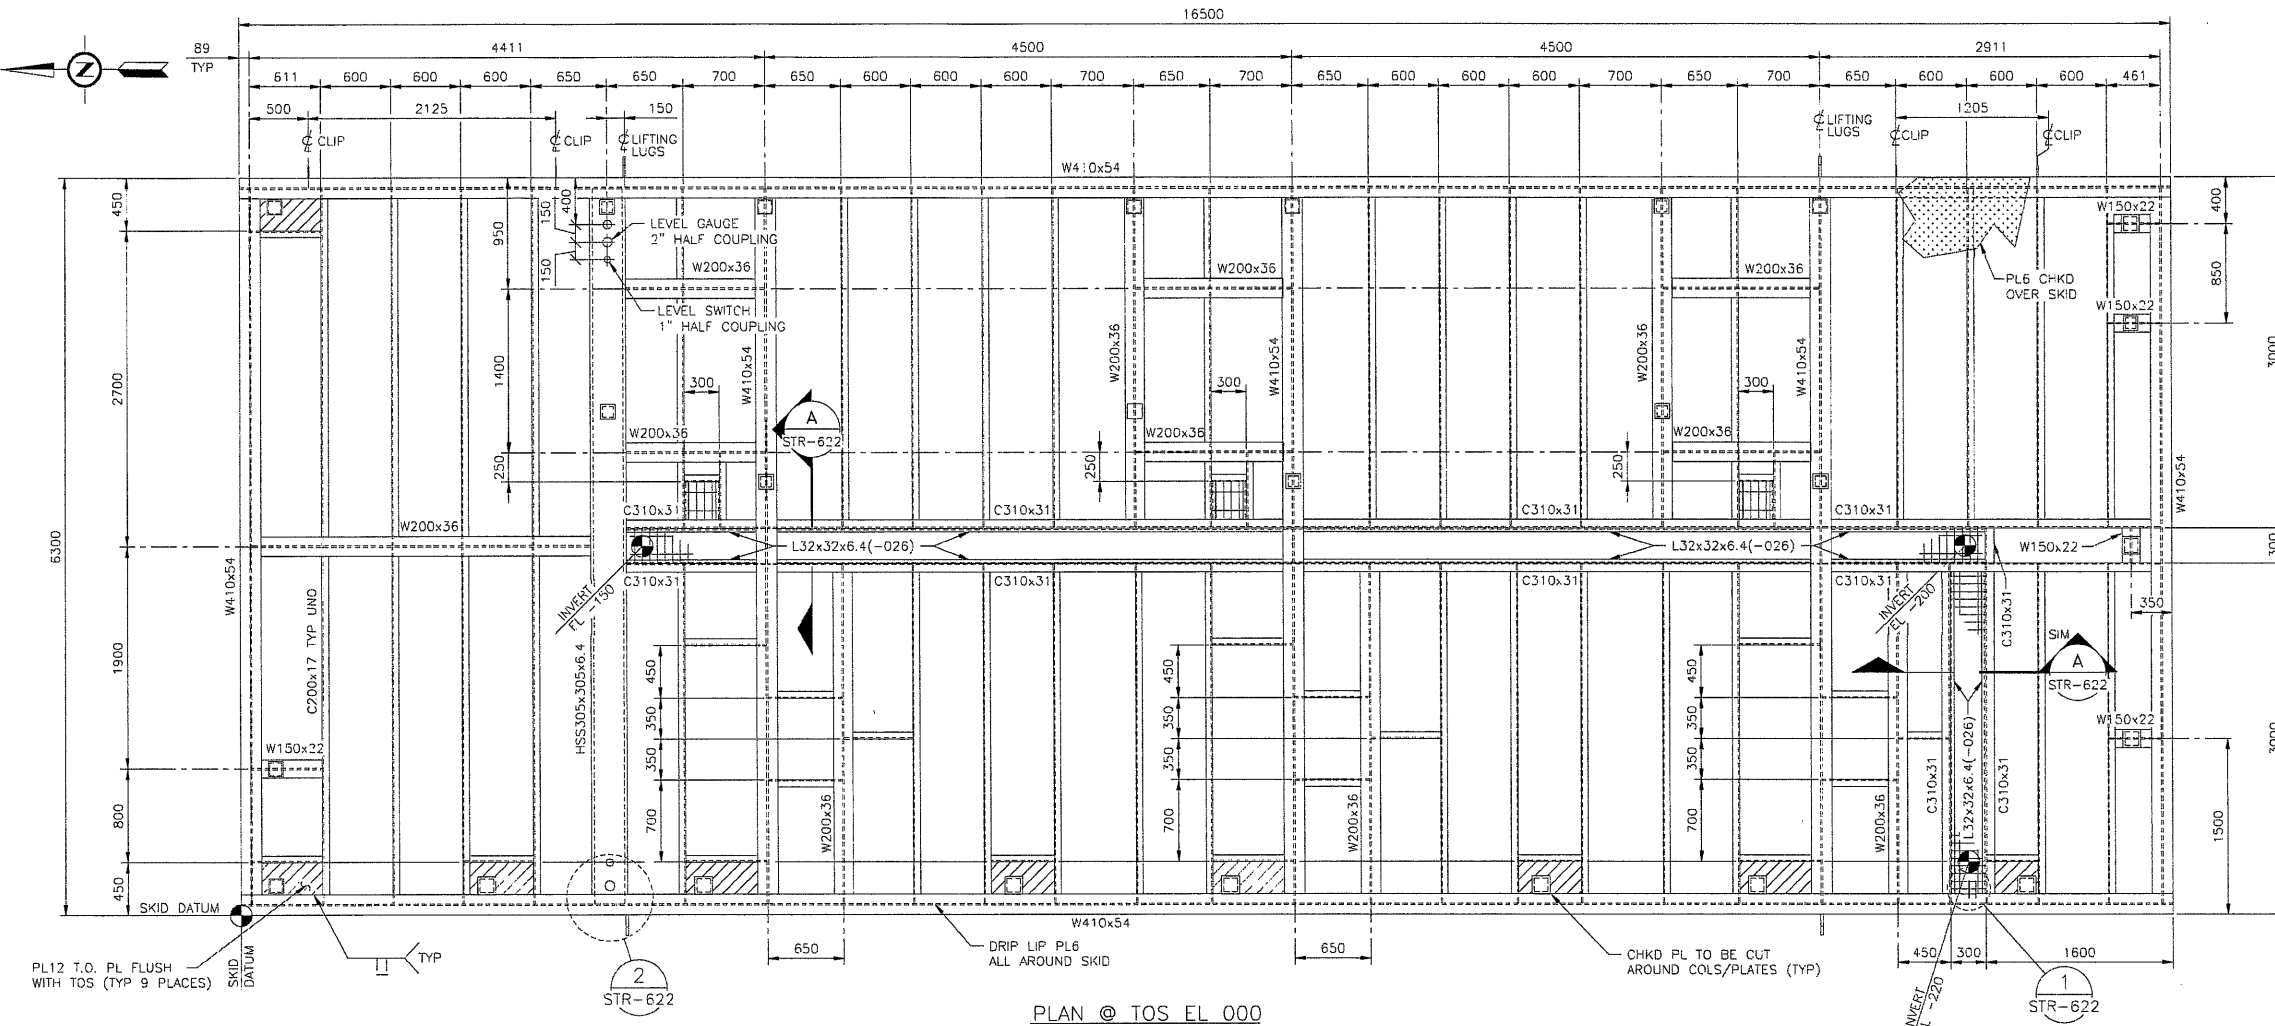 16500
89
TYP
4411
4500
4500
2911
611
600
600
600
650
650
700
650
600
600
600
700
650
700
650
600
600
600
700
650
700
650
600
600
600
461
500
2125
150
1205
Z
℄ CLIP
℄ CLIP
℄ LIFTING
LUGS
℄ LIFTING
LUGS
℄ CLIP
℄ CLIP
W410x54
450
950
150
400
150
LEVEL GAUGE
2" HALF COUPLING
W200x36
W200x36
W200x36
LEVEL SWITCH
1" HALF COUPLING
PL6 CHKD
OVER SKID
W150x22
400
850
W150x22
3000
6300
2700
1400
W410x54
W200x36
W410x54
W200x36
W410x54
300
300
300
A
STR-622
W200x36
W200x36
W200x36
250
250
250
W410x54
C310x31
C310x31
C310x31
C310x31
W200x36
L32x32x6.4(-026)
L32x32x6.4(-026)
W150x22
300
C310x31
C310x31
C310x31
C310x31
W410x54
C200x17 TYP UNO
INVERT
EL -150
HSS305x305x6.4
INVERT
EL -200
C310x31
350
SIM
A
STR-622
1900
450
350
350
700
450
350
350
700
450
350
350
700
W150x22
W150x22
800
W200x36
W200x36
W200x36
C310x31
L32x32x6.4(-026)
C310x31
3000
1500
450
SKID DATUM
SKID
DATUM
W410x54
PL12 T.O. PL FLUSH
WITH TOS (TYP 9 PLACES)
TYP
2
STR-622
650
DRIP LIP PL6
ALL AROUND SKID
650
CHKD PL TO BE CUT
AROUND COLS/PLATES (TYP)
450
300
1600
INVERT
EL -220
1
STR-622
PLAN @ TOS EL 000